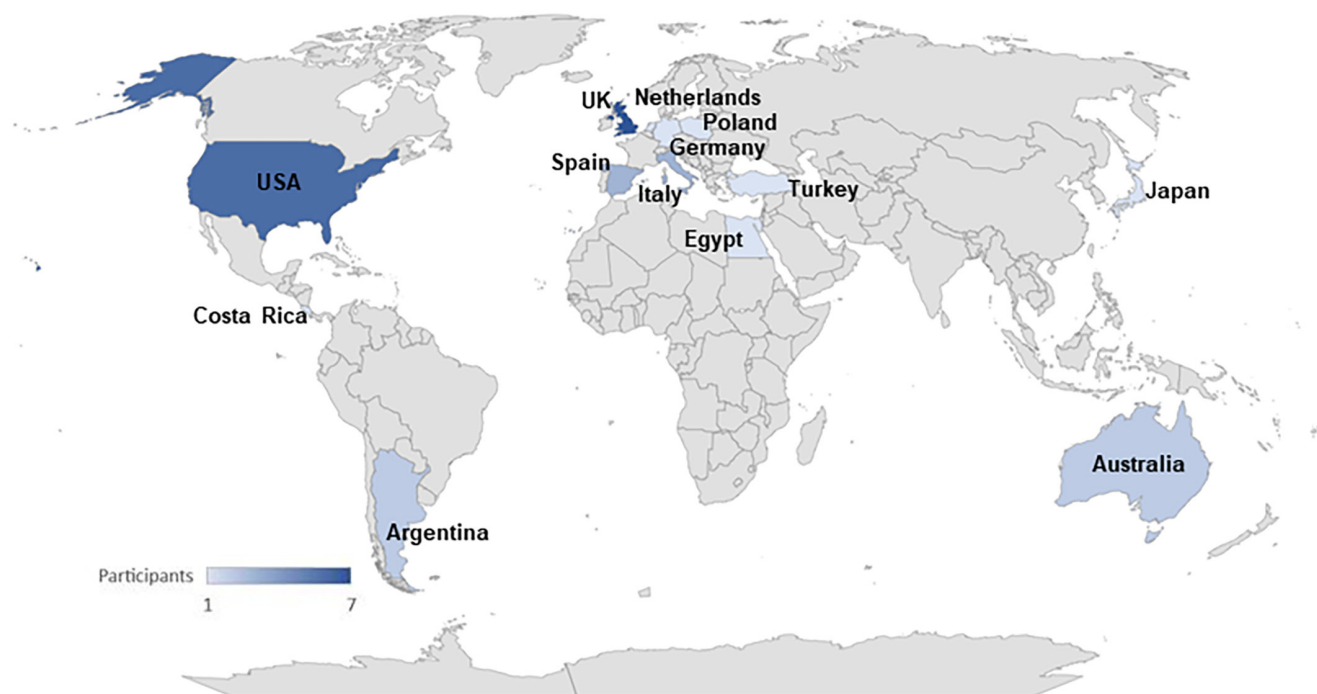 UK
Netherlands
Poland
Germany
Spain
Italy
Turkey
Japan
USA
Egypt
Costa Rica
Australia
Argentina
Participants
1
7